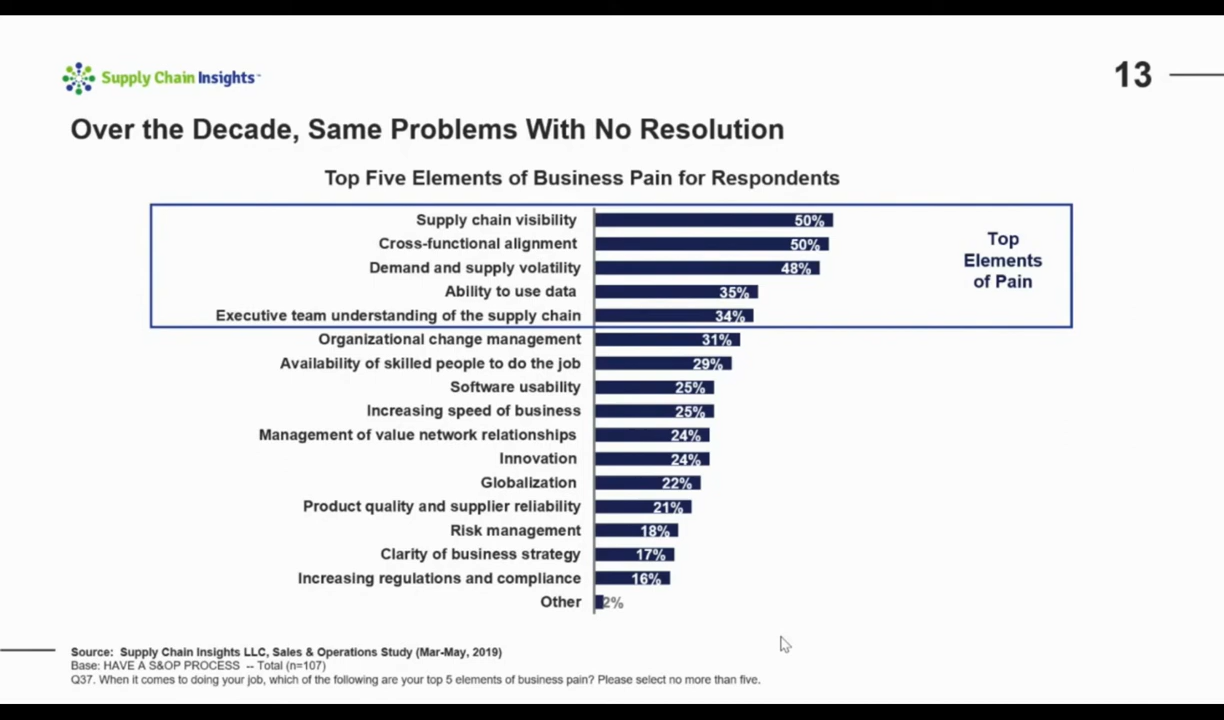 Supply Chain Insights™
13
Over the Decade, Same Problems With No Resolution
Top Five Elements of Business Pain for Respondents
Supply chain visibility 50%
Cross-functional alignment 50%
Demand and supply volatility 48%
Ability to use data 35%
Executive team understanding of the supply chain 34%
Top
Elements
of Pain
Organizational change management 31%
Availability of skilled people to do the job 29%
Software usability 25%
Increasing speed of business 25%
Management of value network relationships 24%
Innovation 24%
Globalization 22%
Product quality and supplier reliability 21%
Risk management 18%
Clarity of business strategy 17%
Increasing regulations and compliance 16%
Other 2%
Source: Supply Chain Insights LLC, Sales & Operations Study (Mar-May, 2019)
Base: HAVE A S&OP PROCESS -- Total (n=107)
Q37. When it comes to doing your job, which of the following are your top 5 elements of business pain? Please select no more than five.